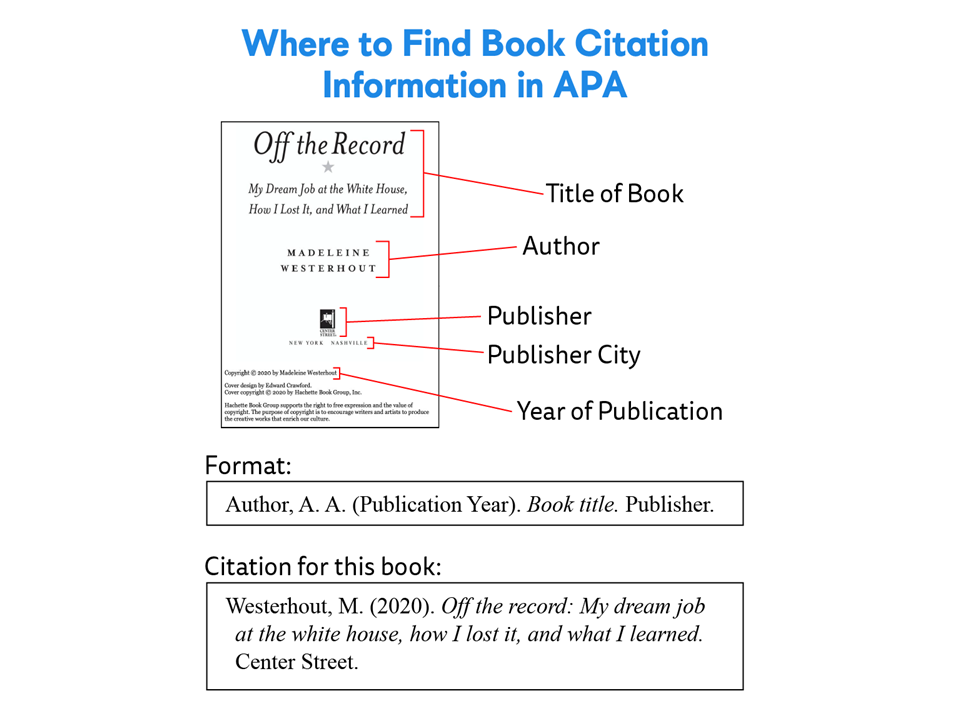 Where to Find Book Citation
Information in APA
Off the Record
My Dream Job at the White House,
How I Lost It, and What I Learned
Title of Book
MADELEINE
WESTERHOUT
Author
CENTER
STREET
Publisher
NEW YORK NASHVILLE
Publisher City
Copyright © 2020 by Madeleine Westerhout
Cover design by Edward Crawford.
Cover copyright © 2020 by Hachette Book Group, Inc.
Hachette Book Group supports the right to free expression and the value of
copyright. The purpose of copyright is to encourage writers and artists to produce
the creative works that enrich our culture.
Year of Publication
Format:
Author, A. A. (Publication Year). Book title. Publisher.
Citation for this book:
Westerhout, M. (2020). Off the record: My dream job
at the white house, how I lost it, and what I learned.
Center Street.